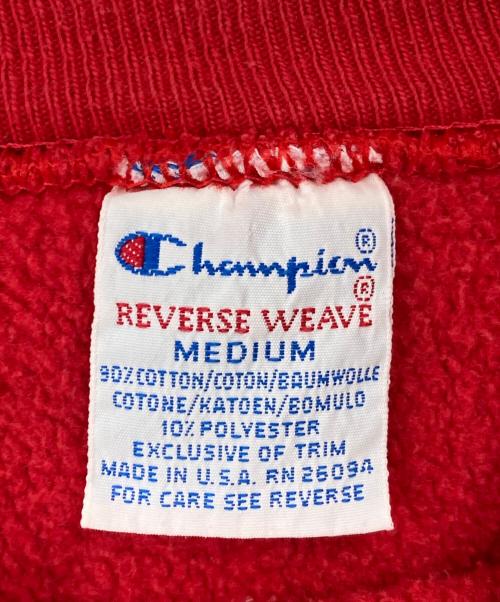 Champion®
REVERSE WEAVE®
MEDIUM
90% COTTON/COTON/BAUMWOLLE
COTONE/KATOEN/BOMULD
10% POLYESTER
EXCLUSIVE OF TRIM
MADE IN U.S.A. RN 26094
FOR CARE SEE REVERSE